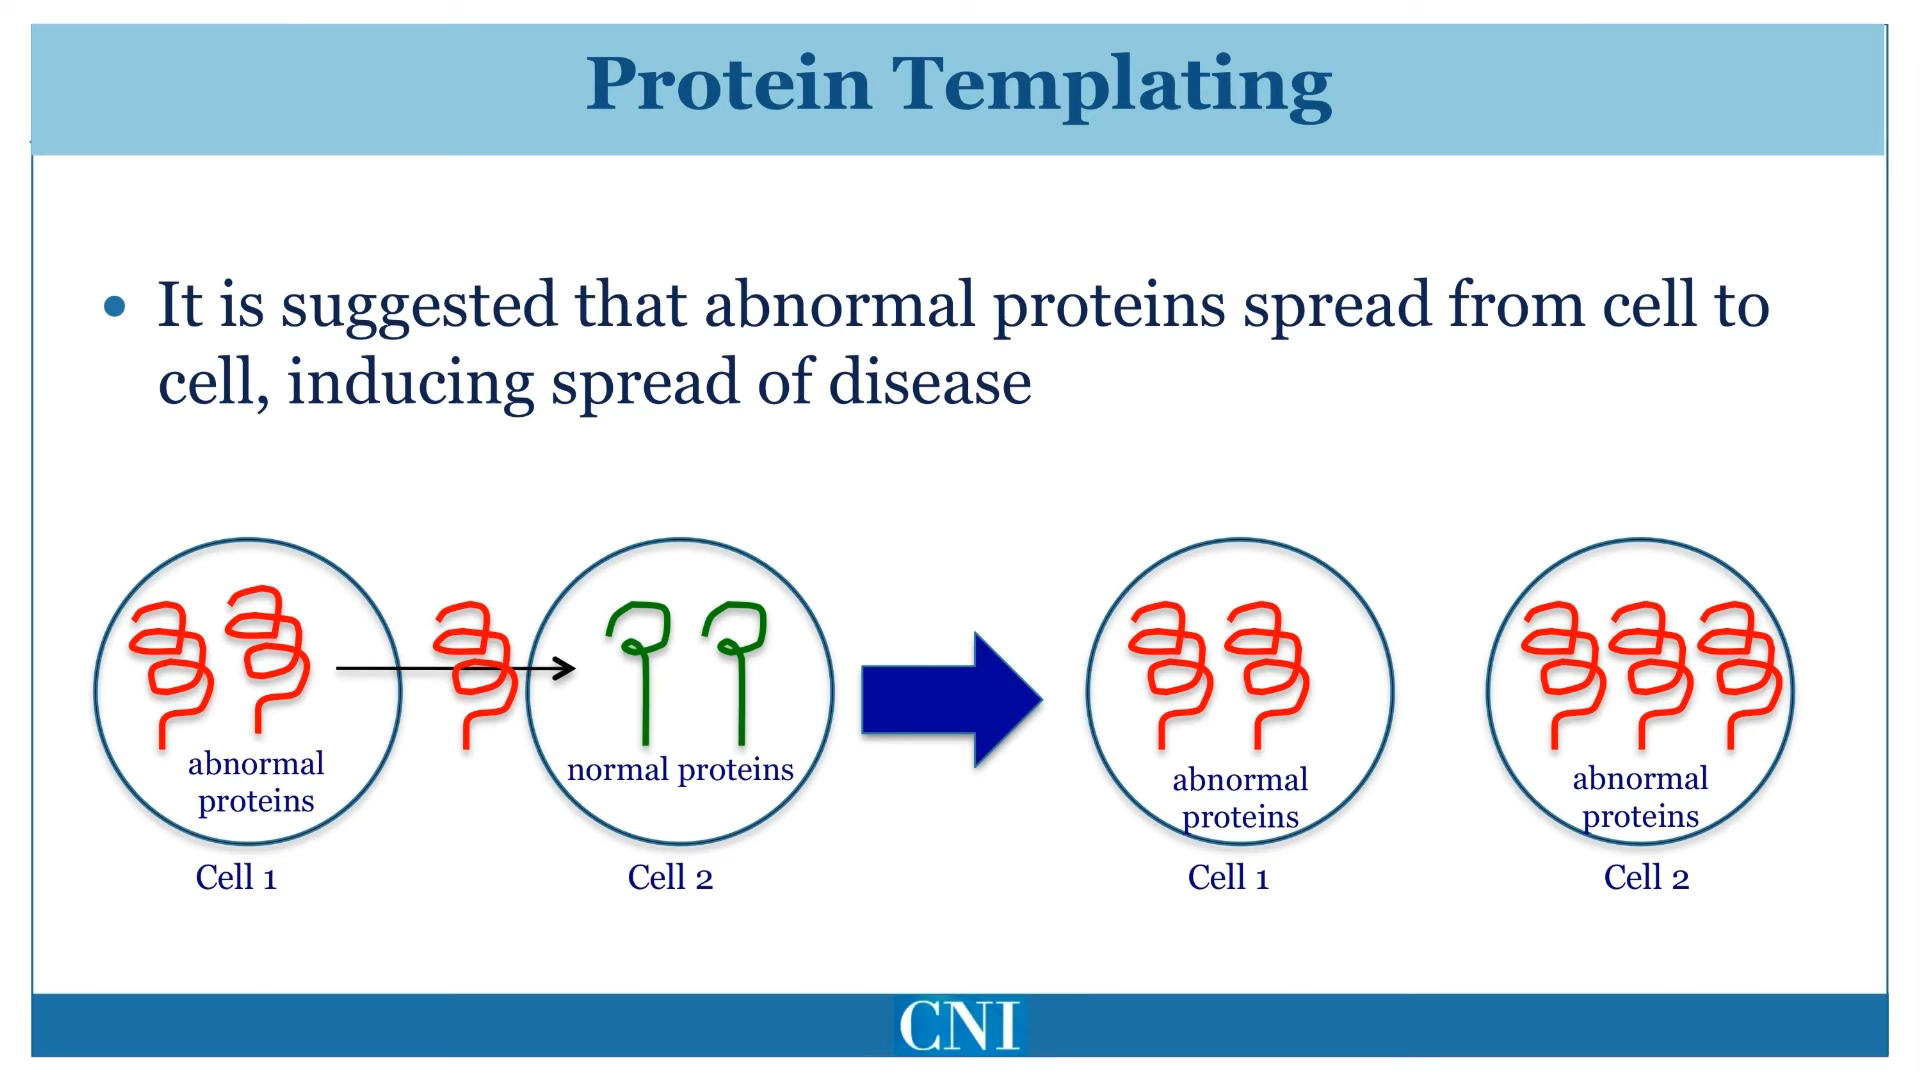 Protein Templating
• It is suggested that abnormal proteins spread from cell to
cell, inducing spread of disease
abnormal
proteins
normal proteins
abnormal
proteins
abnormal
proteins
Cell 1
Cell 2
Cell 1
Cell 2
CNI